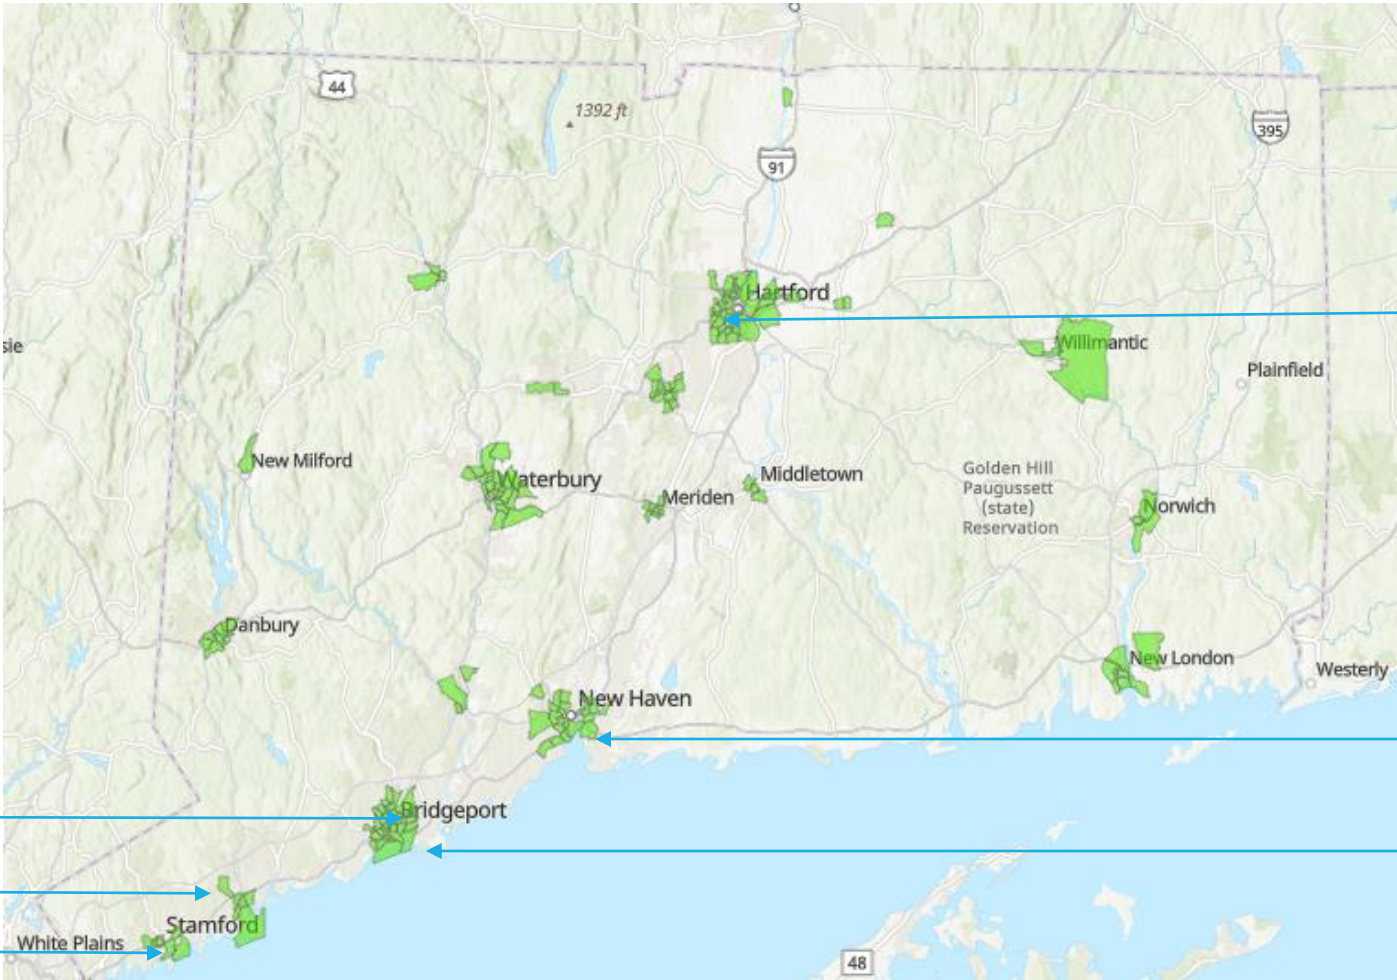 44
1392 ft
395
91
Hartford
sie
Willimantic
Plainfield
New Milford
Waterbury
Middletown
Meriden
Golden Hill
Paugussett
(state)
Reservation
Norwich
Danbury
New London
Westerly
New Haven
Bridgeport
Stamford
White Plains
48